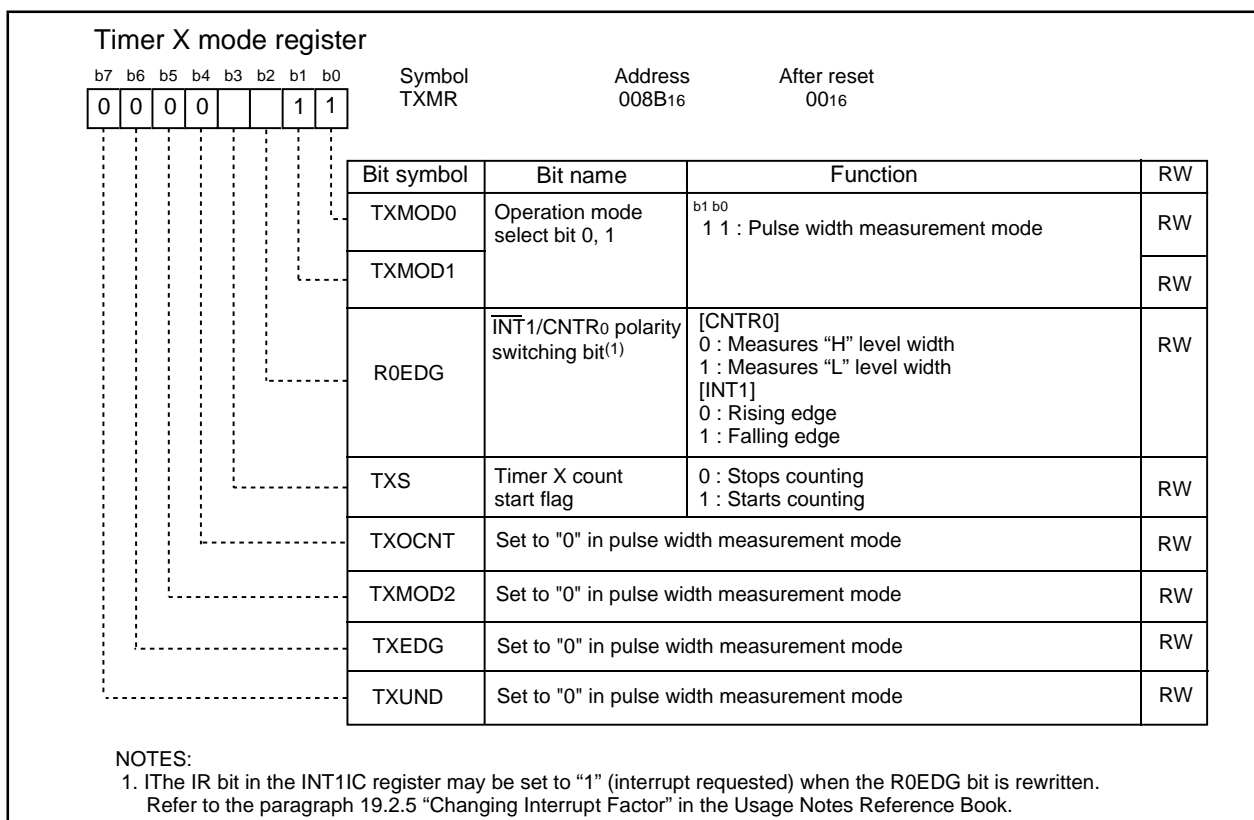 Timer X mode register
b7 b6 b5 b4 b3 b2 b1 b0
Symbol Address After reset
TXMR 008B16 0016
0 0 0 0 1 1
Bit symbol Bit name Function RW
TXMOD0 Operation mode select bit 0, 1 b1 b0
1 1 : Pulse width measurement mode RW
TXMOD1 RW
R0EDG INT1/CNTR0 polarity switching bit(1) [CNTR0] RW
0 : Measures “H” level width
1 : Measures “L” level width
[INT1]
0 : Rising edge
1 : Falling edge
TXS Timer X count start flag 0 : Stops counting
1 : Starts counting RW
TXOCNT Set to "0" in pulse width measurement mode RW
TXMOD2 Set to "0" in pulse width measurement mode RW
TXEDG Set to "0" in pulse width measurement mode RW
TXUND Set to "0" in pulse width measurement mode RW
NOTES:
1. IThe IR bit in the INT1IC register may be set to “1” (interrupt requested) when the R0EDG bit is rewritten.
Refer to the paragraph 19.2.5 “Changing Interrupt Factor” in the Usage Notes Reference Book.